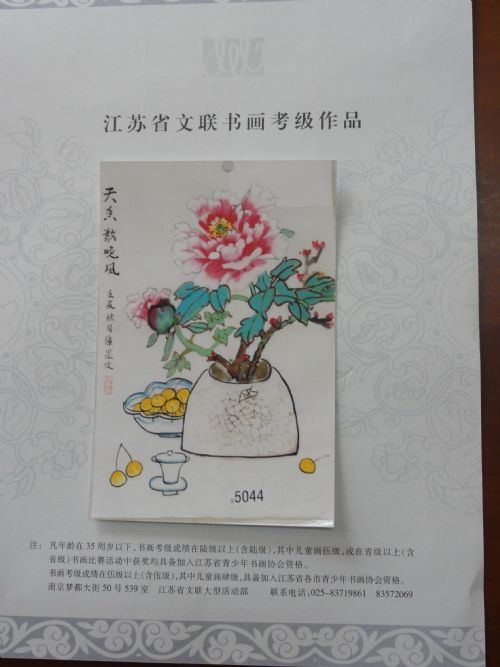 江苏省文联书画考级作品
天香散晚风
5044
注：凡年龄在35周岁以下，书画考级成绩在陆级以上(含陆级)，其中儿童画伍级，或在省级以上(含
省级)书画比赛活动中获奖均具备加入江苏省青少年书画协会资格。
书画考级成绩在伍级以上(含伍级)，其中儿童画肆级，具备加入江苏省各市青少年书画协会资格。
南京梦都大街50号539室 江苏省文联大型活动部 联系电话：025-83719861 83572069